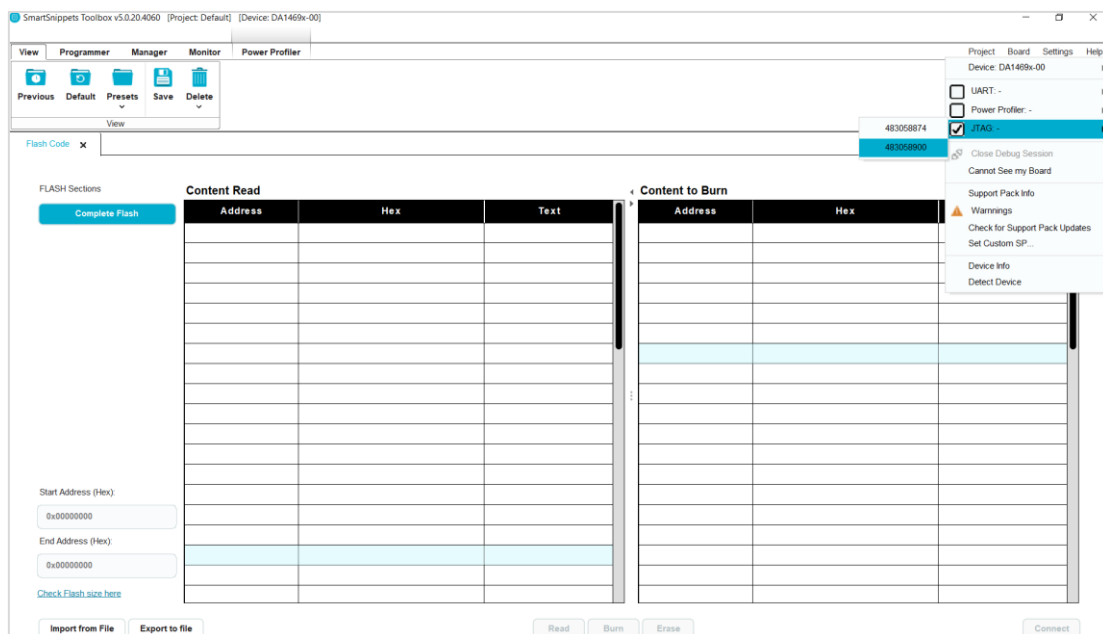 SmartSnippets Toolbox v5.0.20.4060 [Project: Default] [Device: DA1469x-00]
View Programmer Manager Monitor Power Profiler Project Board Settings Help
Previous Default Presets Save Delete
View
Device: DA1469x-00
UART: -
Power Profiler: -
JTAG: -
483058874
483058900
Close Debug Session
Cannot See my Board
Support Pack Info
Warnnings
Check for Support Pack Updates
Set Custom SP...
Device Info
Detect Device
Flash Code x
FLASH Sections
Complete Flash
Content Read
Address Hex Text
Content to Burn
Address Hex
Start Address (Hex):
0x00000000
End Address (Hex):
0x00000000
Check Flash size here
Import from File Export to file Read Burn Erase Connect